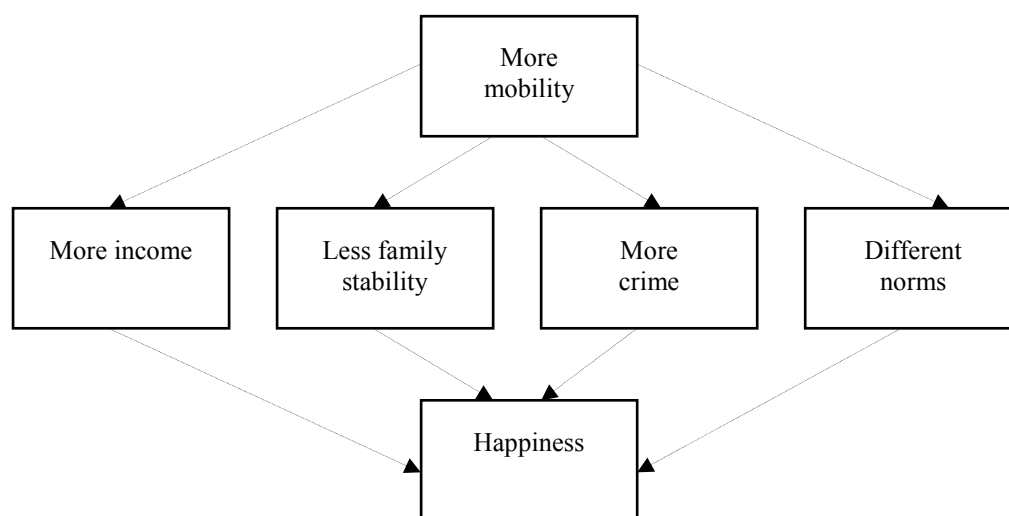 More
mobility
More income
Less family
stability
More
crime
Different
norms
Happiness